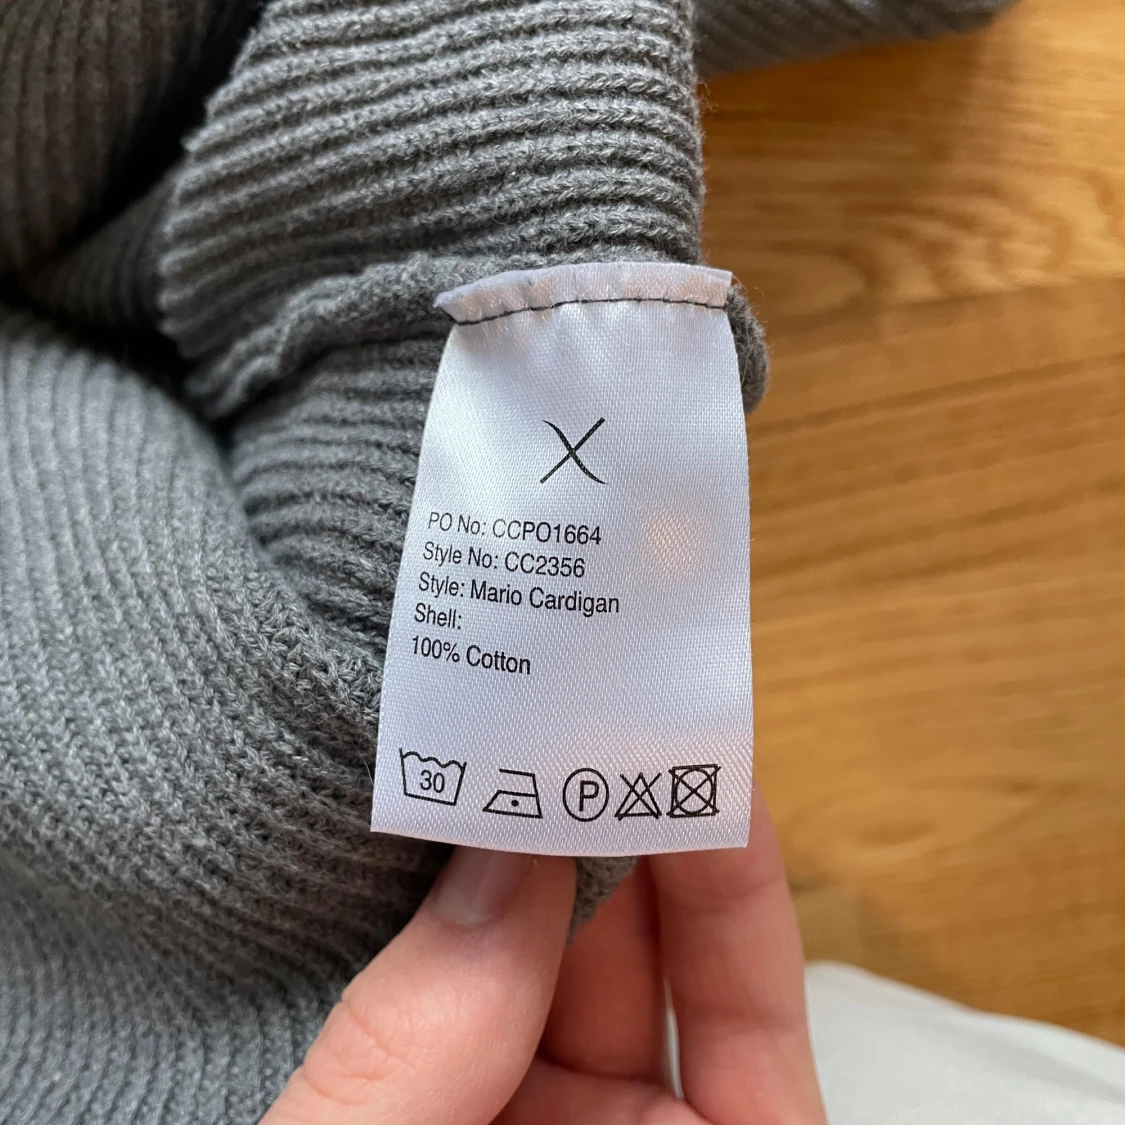 X
PO No: CCPO1664
Style No: CC2356
Style: Mario Cardigan
Shell:
100% Cotton
30 P